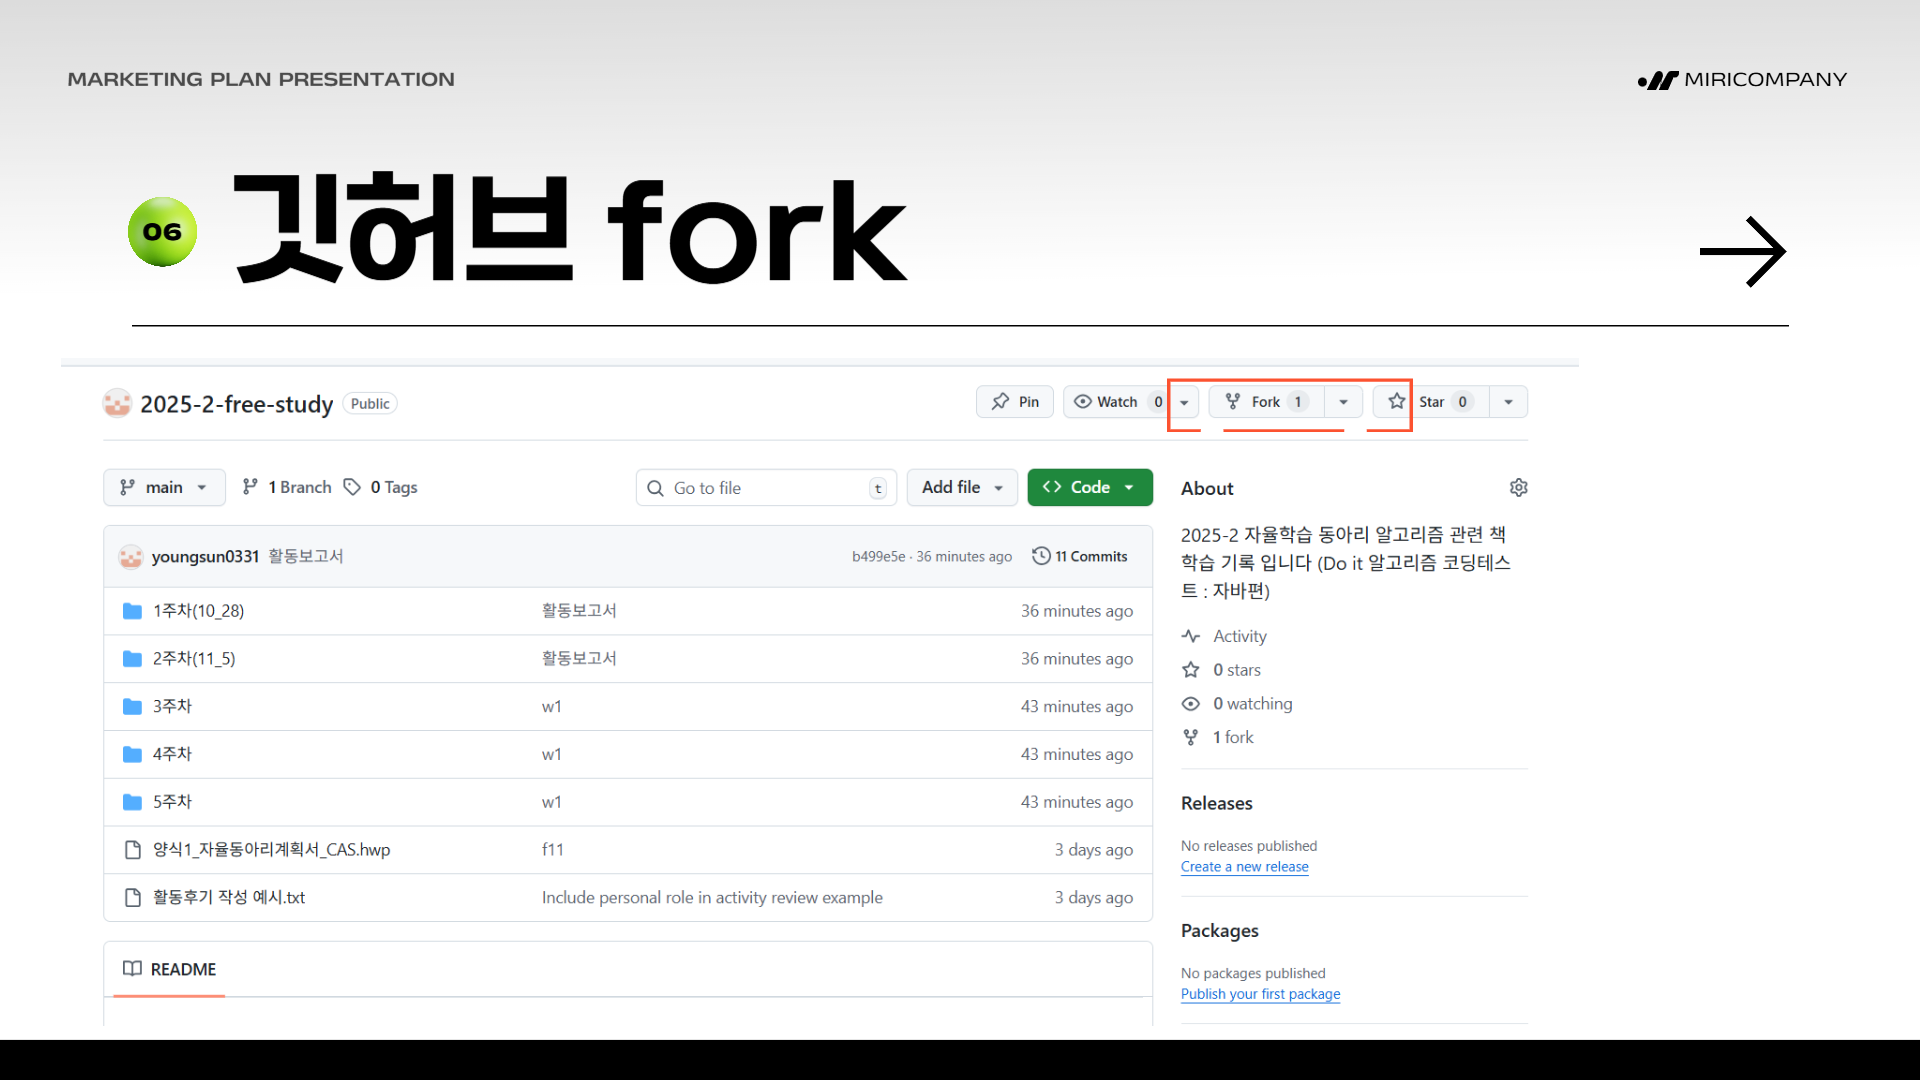 MARKETING PLAN PRESENTATION
MIRICOMPANY
06 깃허브 fork
2025-2-free-study Public
Pin Watch 0 Fork 1 Star 0
main 1 Branch 0 Tags Go to file t Add file Code
youngsun0331 활동보고서 b499e5e · 36 minutes ago 11 Commits
1주차(10_28) 활동보고서 36 minutes ago
2주차(11_5) 활동보고서 36 minutes ago
3주차 w1 43 minutes ago
4주차 w1 43 minutes ago
5주차 w1 43 minutes ago
양식1_자율동아리계획서_CAS.hwp f11 3 days ago
활동후기 작성 예시.txt Include personal role in activity review example 3 days ago
README
About
2025-2 자율학습 동아리 알고리즘 관련 책
학습 기록 입니다 (Do it 알고리즘 코딩테스
트 : 자바편)
Activity
0 stars
0 watching
1 fork
Releases
No releases published
Create a new release
Packages
No packages published
Publish your first package